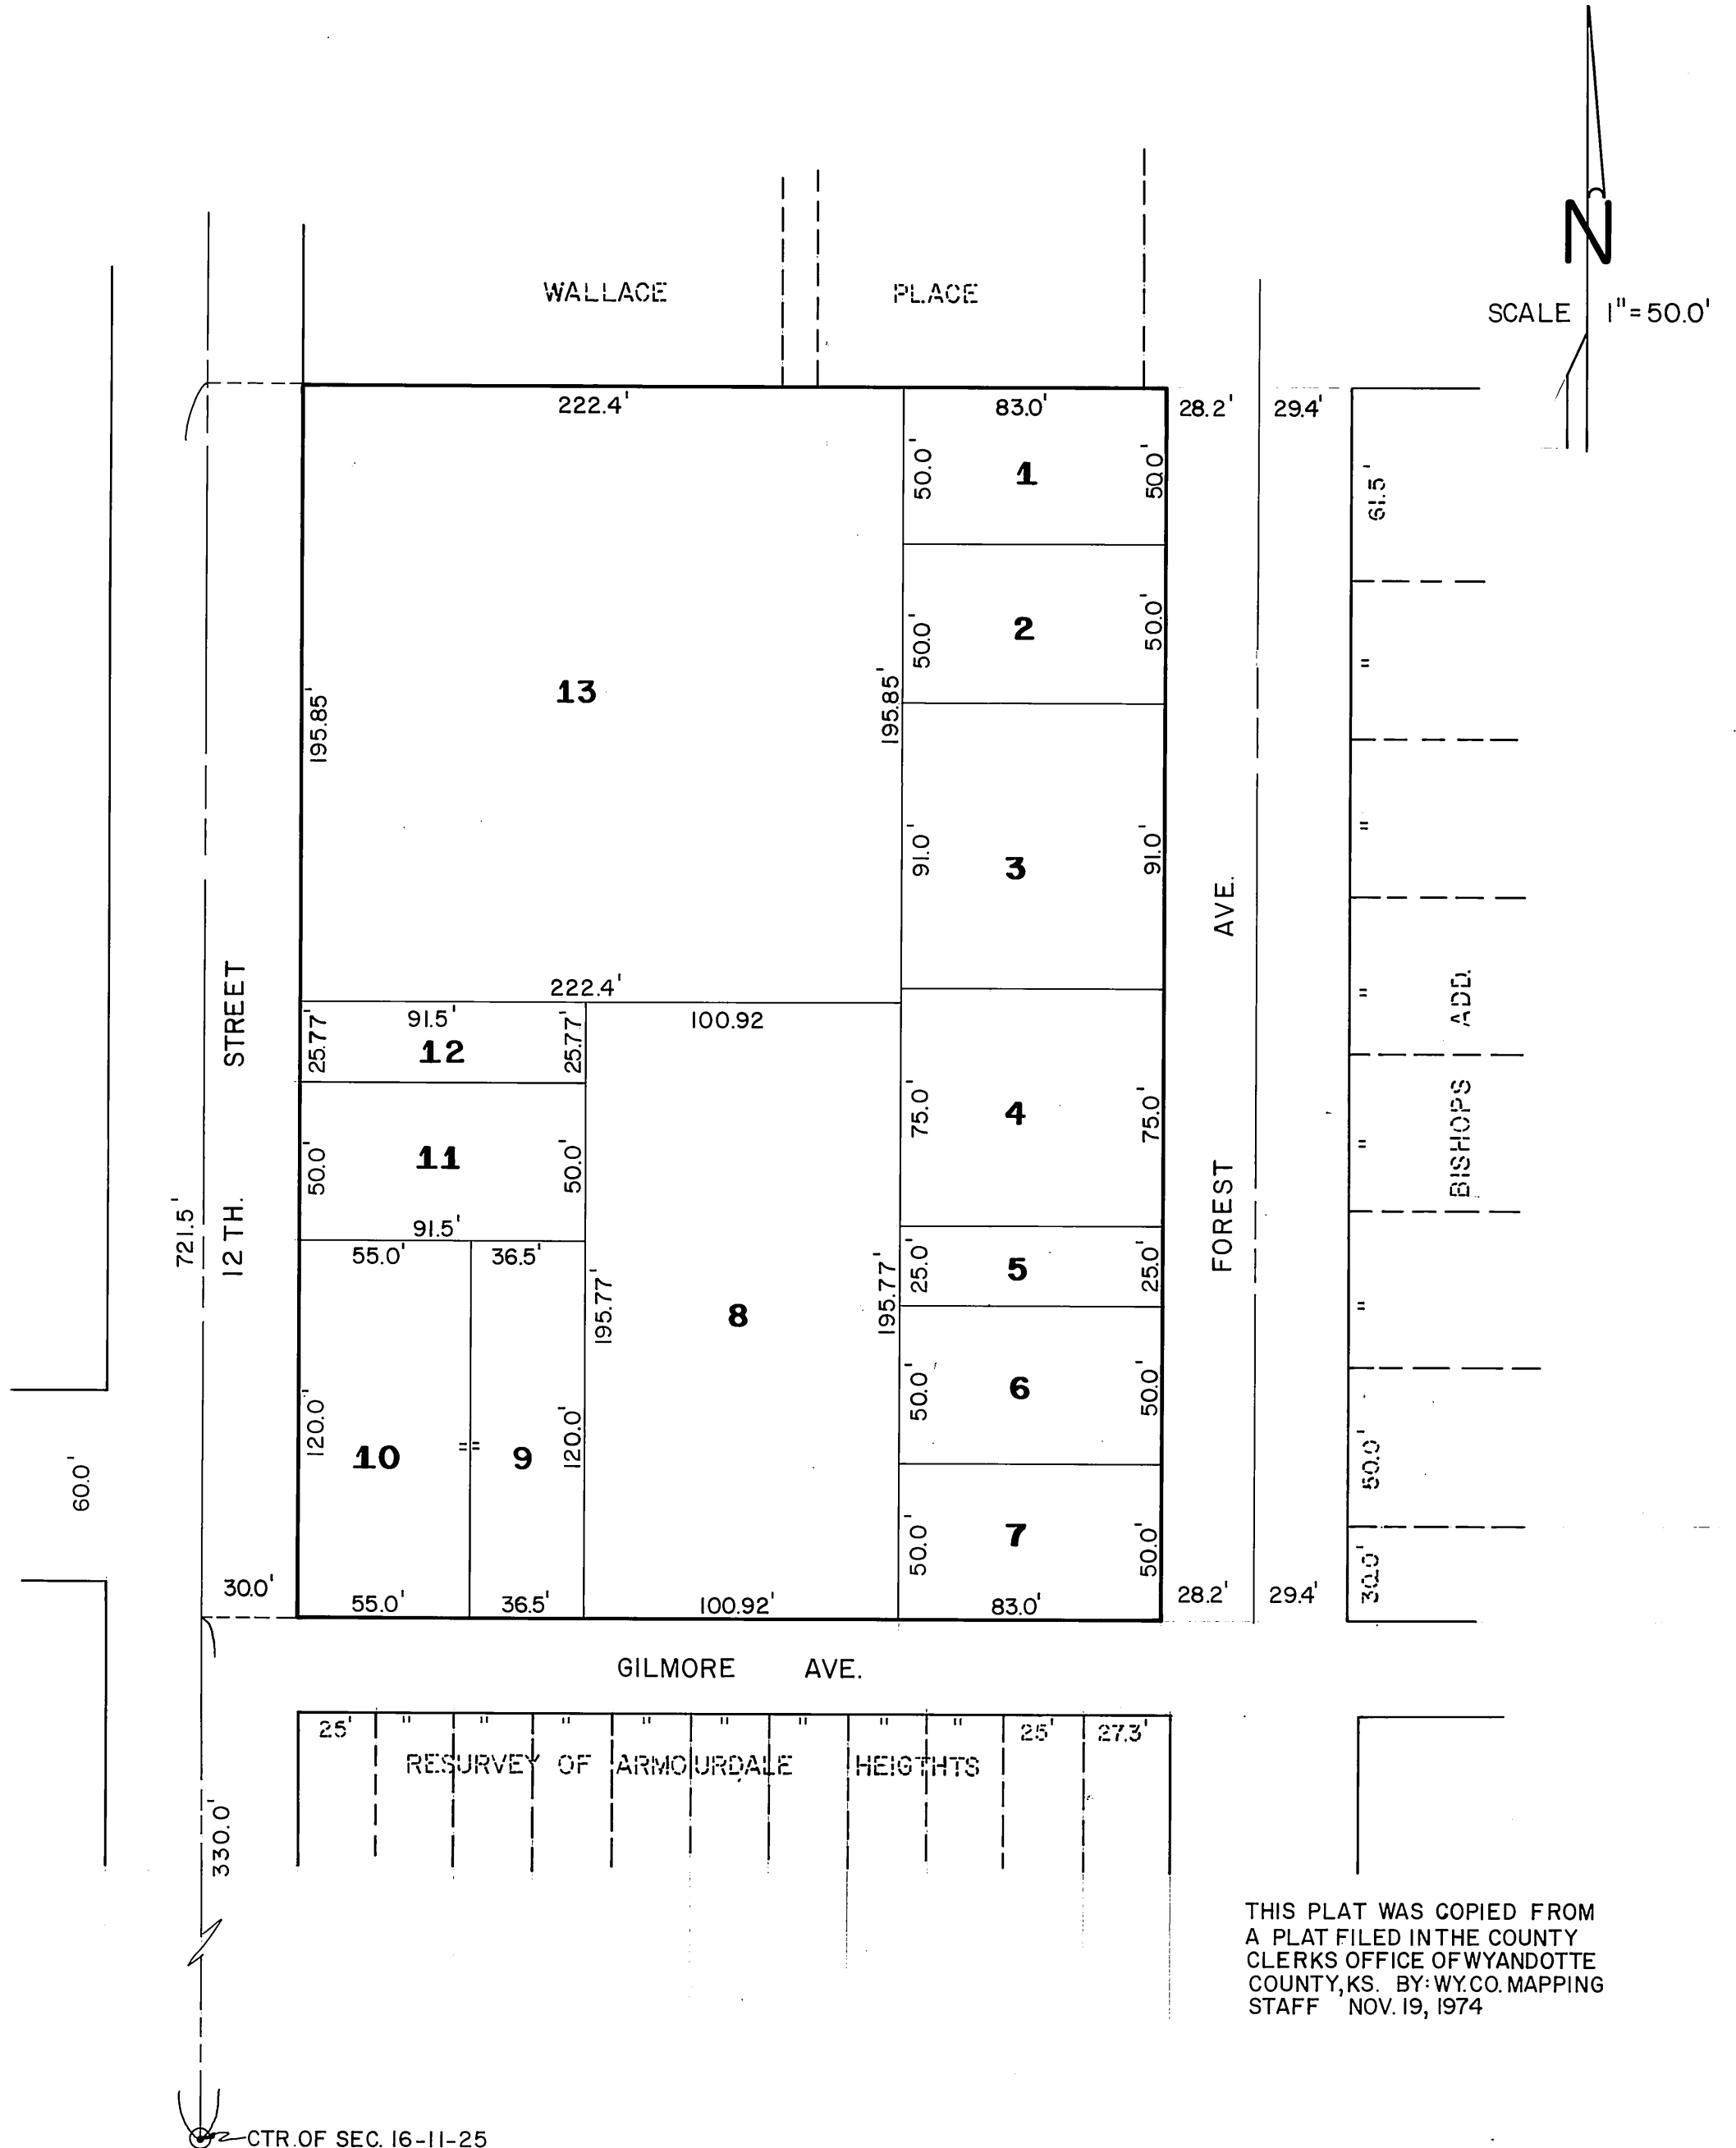 N
SCALE 1"=50.0'
WALLACE PLACE
222.4' 83.0' 28.2' 29.4'
50.0' 1 50.0' 61.5'
50.0' 2 50.0'
"
195.85' 13 195.85'
91.0' 3 91.0' "
FOREST AVE.
222.4'
"
BISHOPS ADD.
12TH. STREET
25.77' 91.5' 25.77' 100.92
12
75.0' 4 75.0'
50.0' 11 50.0' "
721.5'
91.5'
55.0' 36.5'
195.77' 8 195.77' 25.0' 5 25.0'
"
120.0' 10 " 9 120.0' 50.0' 6 50.0'
60.0' 50.0'
50.0' 7 50.0'
30.0' 55.0' 36.5' 100.92' 83.0' 28.2' 29.4' 30.0'
GILMORE AVE.
25' " " " " " " " " 25' 27.3'
RESURVEY OF ARMOURDALE HEIGTHTS
330.0'
THIS PLAT WAS COPIED FROM
A PLAT FILED IN THE COUNTY
CLERKS OFFICE OF WYANDOTTE
COUNTY, KS. BY: WY.CO. MAPPING
STAFF NOV. 19, 1974
CTR. OF SEC. 16-11-25